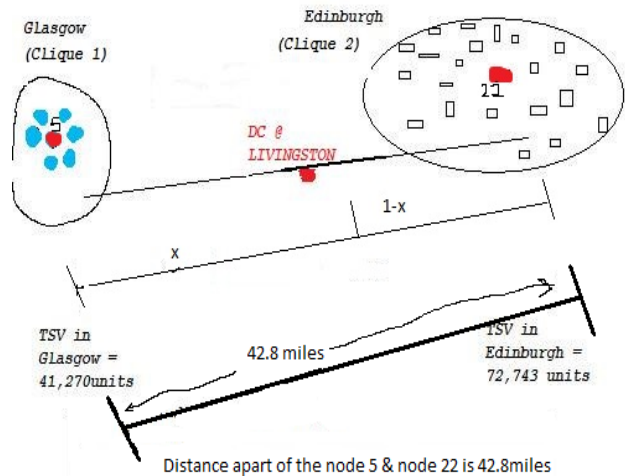 Glasgow
(Clique 1)
Edinburgh
(Clique 2)
5
DC @
LIVINGSTON
x
1-x
TSV in
Glasgow =
41,270units
42.8 miles
TSV in
Edinburgh =
72,743 units
Distance apart of the node 5 & node 22 is 42.8miles